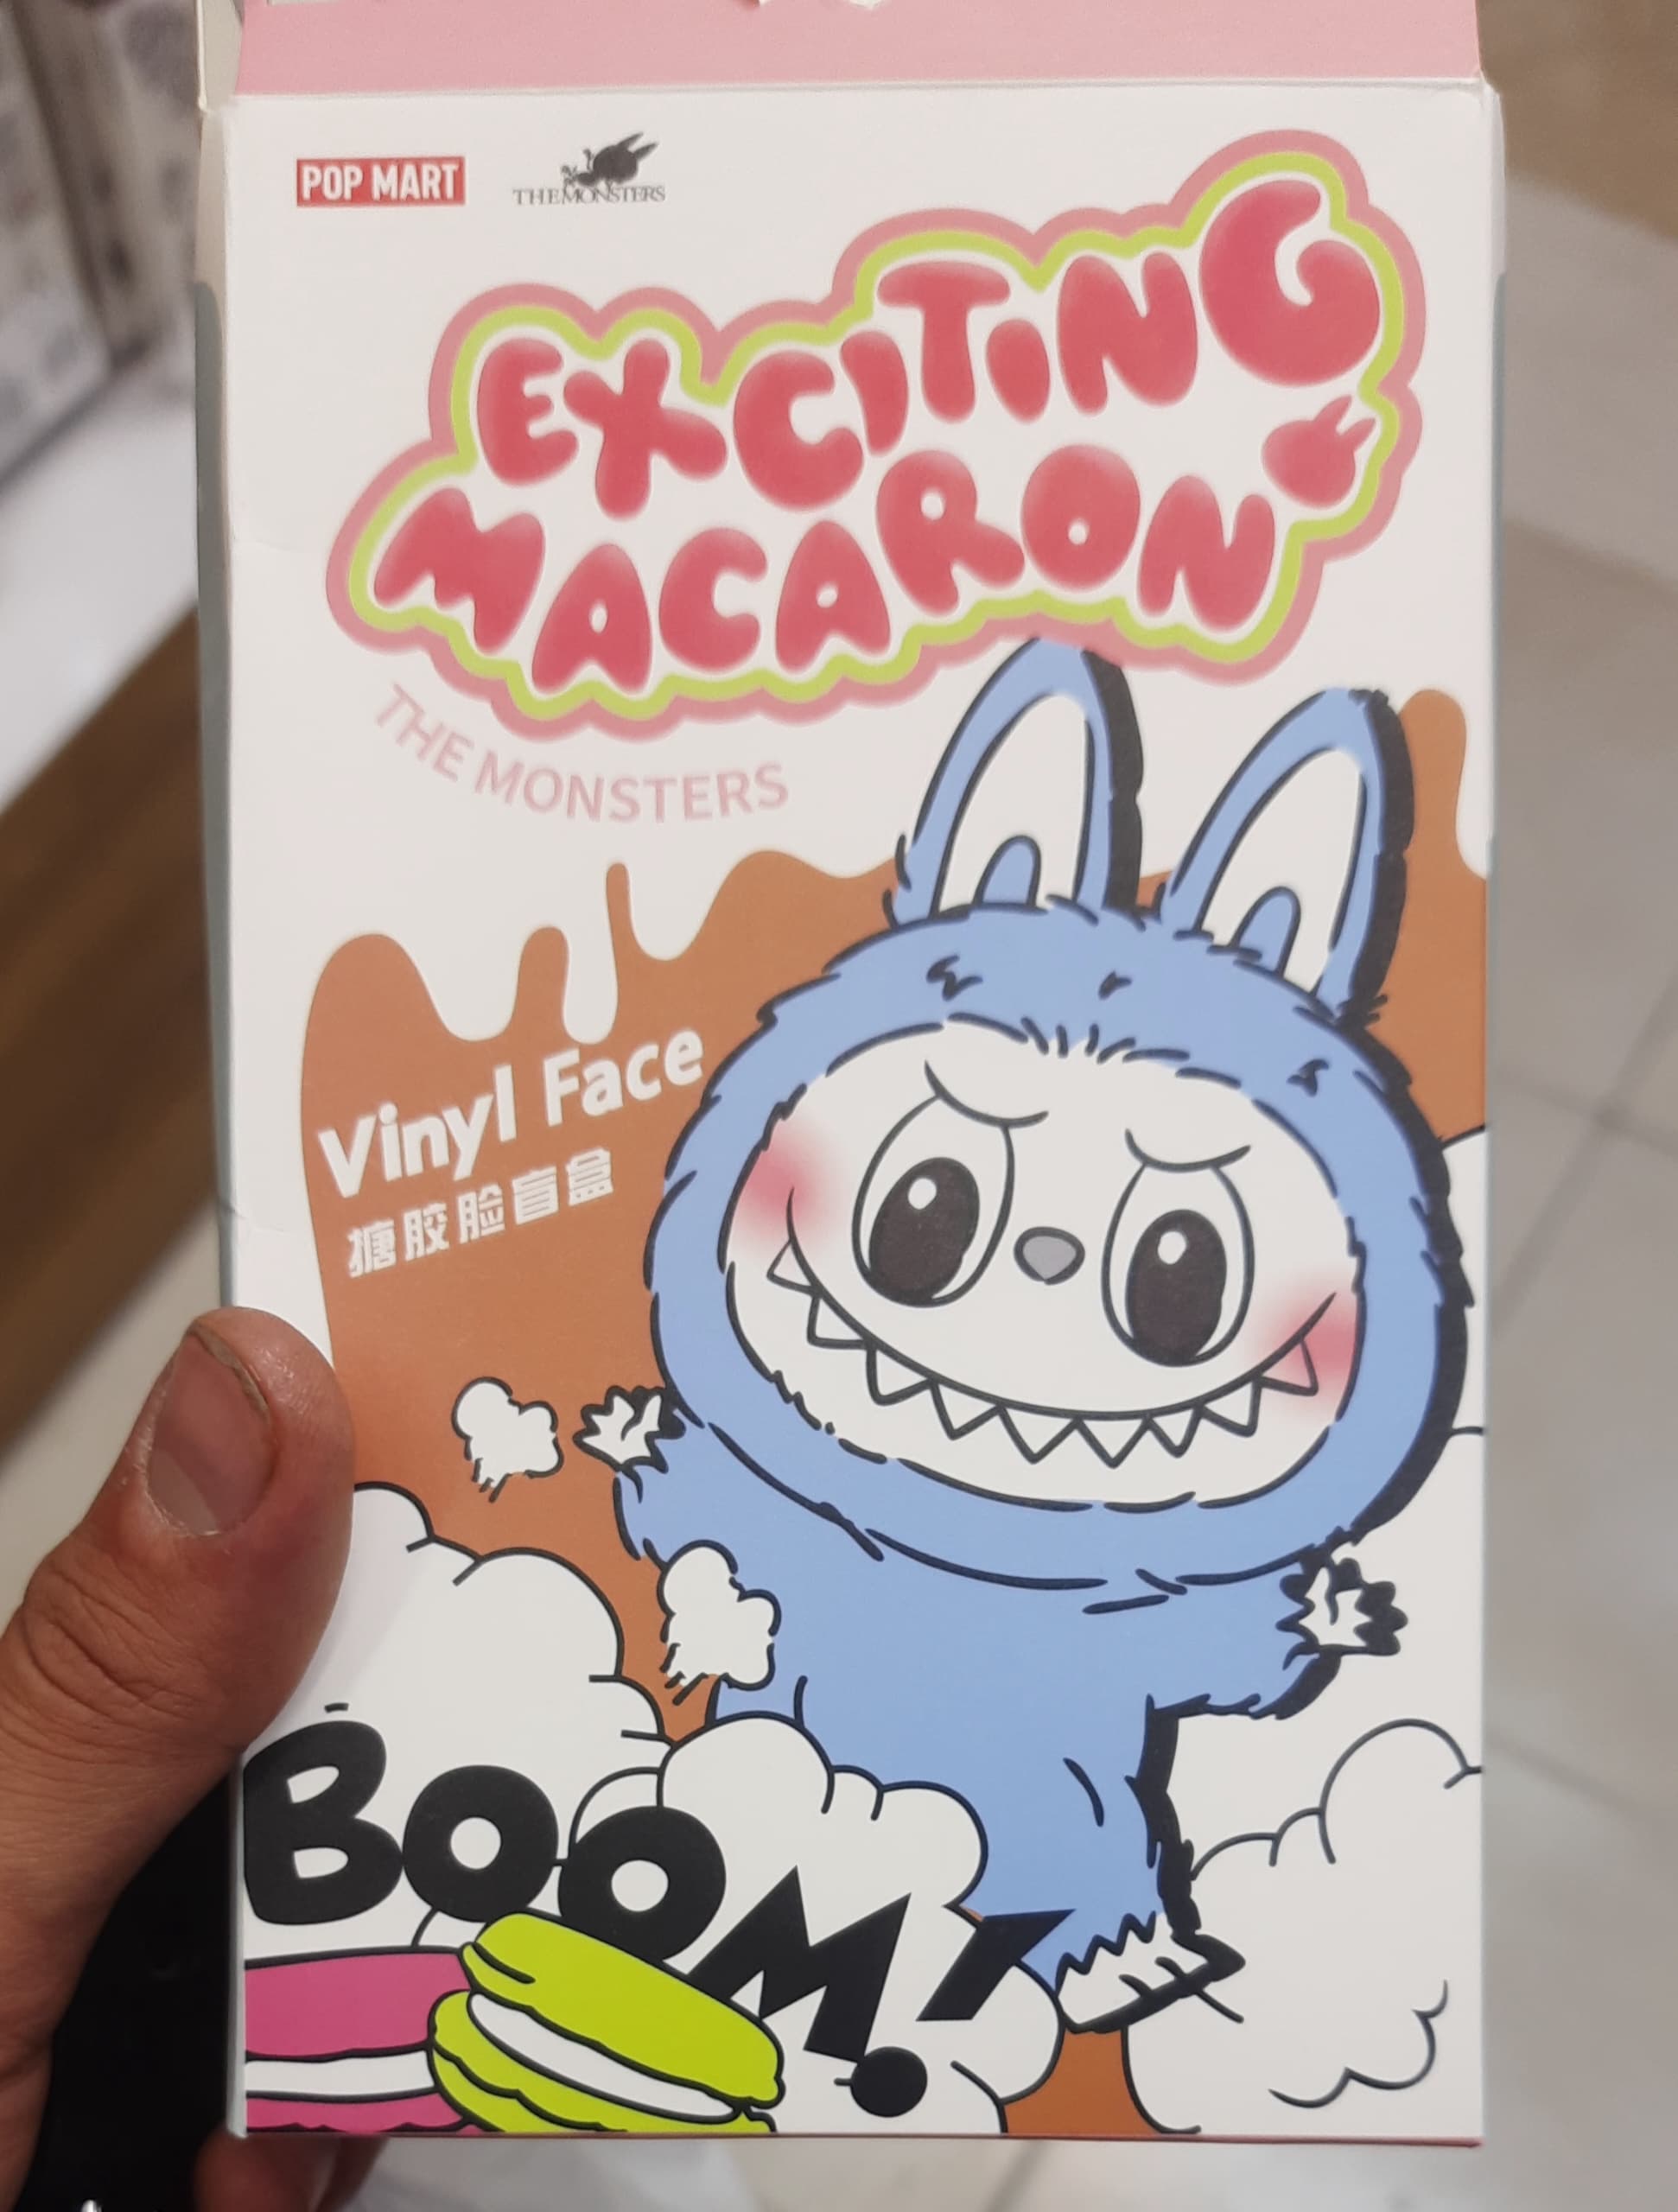 POP MART
THE MONSTERS
EXCITING
MACARON
THE MONSTERS
Vinyl Face
搪胶脸盲盒
BOOM!